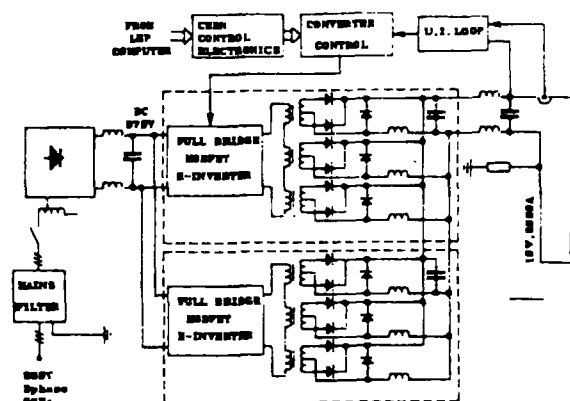 FROM
LEP
COMPUTER
CERN
CONTROL
ELECTRONICS
CONVERTER
CONTROL
U.I. LOOP
DC
FULL BRIDGE
MOSFET
E-INVERTER
FULL BRIDGE
MOSFET
E-INVERTER
MAINS
FILTER
3phase